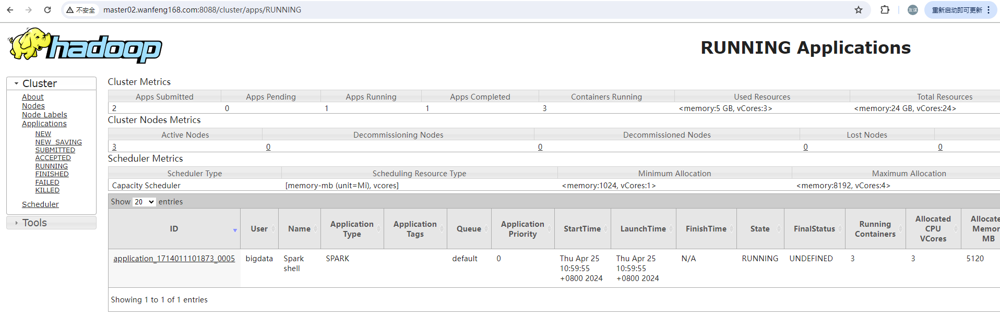 不安全 master02.wanfeng168.com:8088/cluster/apps/RUNNING 友谋 重新启动即可更新
hadoop
RUNNING Applications
Cluster
About
Nodes
Node Labels
Applications
NEW
NEW_SAVING
SUBMITTED
ACCEPTED
RUNNING
FINISHED
FAILED
KILLED
Scheduler
Tools
Cluster Metrics
Apps Submitted Apps Pending Apps Running Apps Completed Containers Running Used Resources Total Resources
2 0 1 1 3 <memory:5 GB, vCores:3> <memory:24 GB, vCores:24>
Cluster Nodes Metrics
Active Nodes Decommissioning Nodes Decommissioned Nodes Lost Nodes
3 0 0 0 0
Scheduler Metrics
Scheduler Type Scheduling Resource Type Minimum Allocation Maximum Allocation
Capacity Scheduler [memory-mb (unit=Mi), vcores] <memory:1024, vCores:1> <memory:8192, vCores:4>
Show 20 entries
ID User Name Application Type Application Tags Queue Application Priority StartTime LaunchTime FinishTime State FinalStatus Running Containers Allocated CPU VCores Allocate Memor MB
application_1714011101873_0005 bigdata Spark shell SPARK default 0 Thu Apr 25 10:59:55 +0800 2024 Thu Apr 25 10:59:55 +0800 2024 N/A RUNNING UNDEFINED 3 3 5120
Showing 1 to 1 of 1 entries